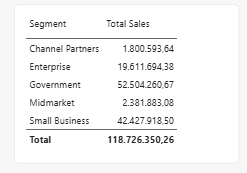 Segment Total Sales
Channel Partners 1.800.593,64
Enterprise 19.611.694,38
Government 52.504.260,67
Midmarket 2.381.883,08
Small Business 42.427.918,50
Total 118.726.350,26